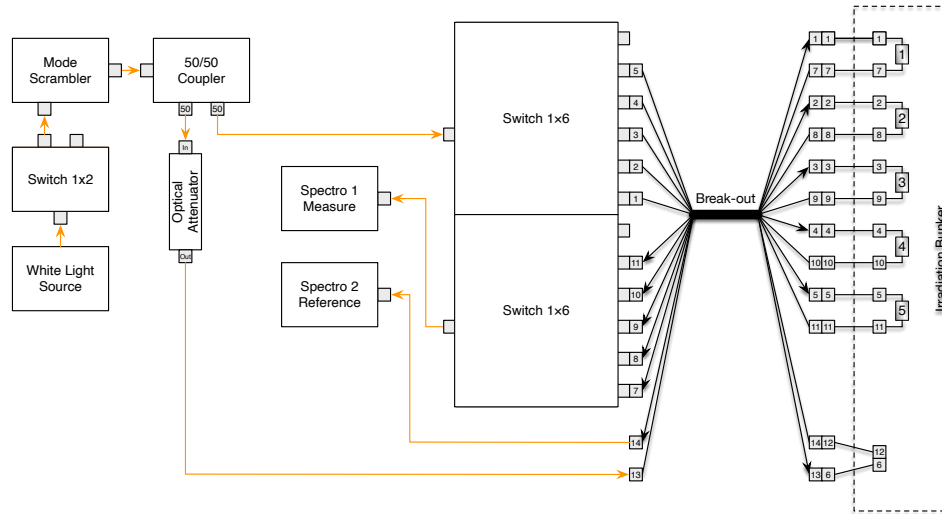 Mode
Scrambler
50/50
Coupler
50
50
Switch 1x2
In
Optical
Attenuator
Out
White Light
Source
Spectro 1
Measure
Spectro 2
Reference
Switch 1×6
5
4
3
2
1
Switch 1×6
11
10
9
8
7
14
13
Break-out
1 1 1
7 7 7
1
2 2 2
8 8 8
2
3 3 3
9 9 9
3
4 4 4
10 10 10
4
5 5 5
11 11 11
5
14 12
12
13 6
6
Irradiation Bunker